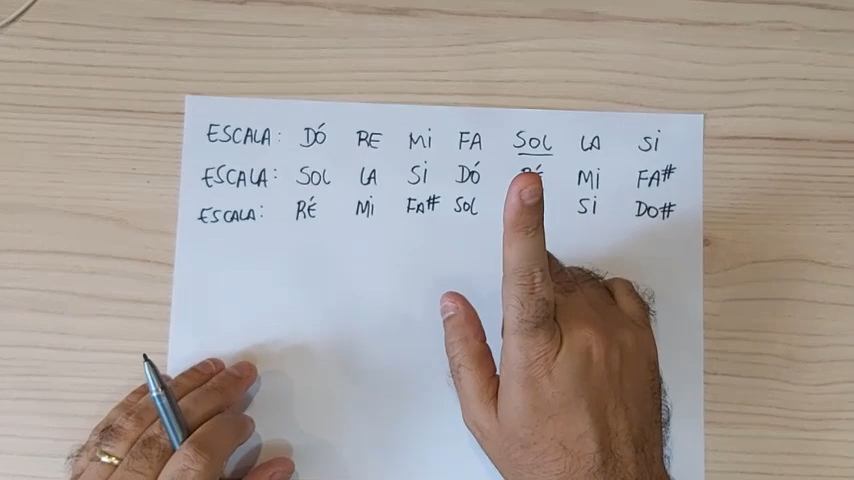 ESCALA: DÓ RE Mi FA SOL LA Si
ESCALA: SOL LA Si DÓ RÉ Mi FA#
ESCALA: RÉ Mi FA# SOL Si DO#